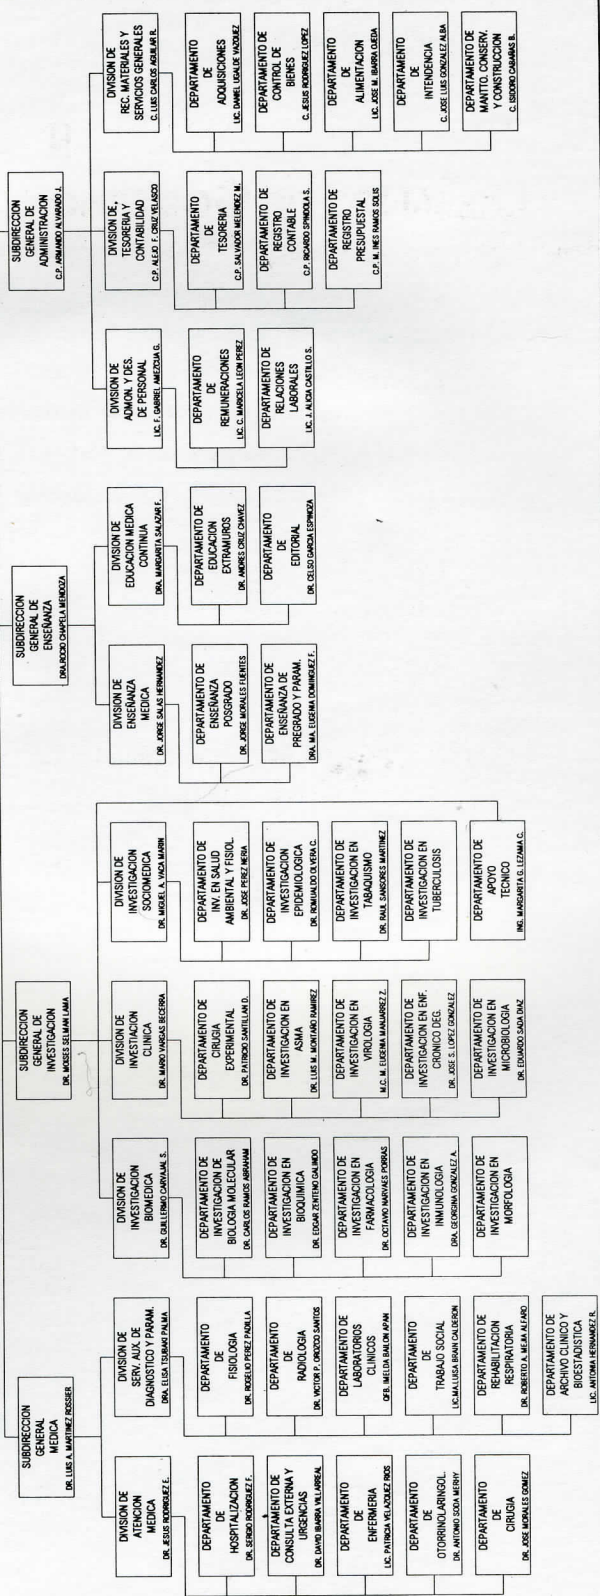 SUBDIRECCION
GENERAL
MEDICA
DR. LUIS A. MARTINEZ ROSSIER
DIVISION DE
ATENCION
MEDICA
DR. JESUS RODRIGUEZ E.
DEPARTAMENTO
DE
HOSPITALIZACION
DR. SERGIO RODRIGUEZ F.
DEPARTAMENTO DE
CONSULTA EXTERNA Y
URGENCIAS
DR. DAVID IBARRA VILLARREAL
DEPARTAMENTO
DE
ENFERMERIA
LIC. PATRICIA VELAZQUEZ RIOS
DEPARTAMENTO
DE
OTORRINOLARINGOL.
DR. ANTONIO SODA MERHY
DEPARTAMENTO
DE
CIRUGIA
DR. JOSE MORALES GOMEZ
DIVISION DE
SERV. AUX. DE
DIAGNOSTICO Y PARAM.
DRA. ELISA TSUBAKI PALMA
DEPARTAMENTO
DE
FISIOLOGIA
DR. ROGELIO PEREZ PADILLA
DEPARTAMENTO
DE
RADIOLOGIA
DR. VICTOR P. OROZCO SANTOS
DEPARTAMENTO DE
LABORATORIOS
CLINICOS
QFB. IMELDA BAILON APAN
DEPARTAMENTO
DE
TRABAJO SOCIAL
LIC.MA.LUISA BRAIN CALDERON
DEPARTAMENTO DE
REHABILITACION
RESPIRATORIA
DR. ROBERTO A. MEJIA ALFARO
DEPARTAMENTO DE
ARCHIVO CLINICO Y
BIOESTADISTICA
LIC. ANTONIA HERNANDEZ R.
SUBDIRECCION
GENERAL DE
INVESTIGACION
DR. MOISES SELMAN LAMA
DIVISION DE
INVESTIGACION
BIOMEDICA
DR. GUILLERMO CARVAJAL S.
DEPARTAMENTO DE
INVESTIGACION DE
BIOLOGIA MOLECULAR
DR. CARLOS RAMOS ABRAHAM
DEPARTAMENTO DE
INVESTIGACION EN
BIOQUIMICA
DR. EDGAR ZENTENO GALINDO
DEPARTAMENTO DE
INVESTIGACION EN
FARMACOLOGIA
DR. OCTAVIO NARVAES PORRAS
DEPARTAMENTO DE
INVESTIGACION EN
INMUNOLOGIA
DRA. GEORGINA GONZALEZ A.
DEPARTAMENTO DE
INVESTIGACION EN
MORFOLOGIA
DIVISION DE
INVESTIACION
CLINICA
DR. MARIO VARGAS BECERRA
DEPARTAMENTO DE
CIRUGIA
EXPERIMENTAL
DR. PATRICIO SANTILLAN D.
DEPARTAMENTO DE
INVESTIGACION EN
ASMA
DR. LUIS M. MONTAÑO RAMIREZ
DEPARTAMENTO DE
INVESTIGACION EN
VIROLOGIA
M.C. M. EUGENIA MANJARREZ Z.
DEPARTAMENTO DE
INVESTIGACION EN ENF.
CRONICO DEG.
DR. JOSE S. LOPEZ GONZALEZ
DEPARTAMENTO DE
INVESTIGACION EN
MICROBIOLOGIA
DR. EDUARDO SADA DIAZ
DIVISION DE
INVESTIGACION
SOCIOMEDICA
DR. MIGUEL A. VACA MARIN
DEPARTAMENTO DE
INV. EN SALUD
AMBIENTAL Y FISIOL.
DR. JOSE PEREZ NERIA
DEPARTAMENTO DE
INVESTIGACION
EPIDEMIOLOGICA
DR. ROMUALDO OLVERA C.
DEPARTAMENTO DE
INVESTIGACION EN
TABAQUISMO
DR. RAUL SANSORES MARTINEZ
DEPARTAMENTO DE
INVESTIGACION EN
TUBERCULOSIS
DEPARTAMENTO DE
APOYO
TECNICO
ING. MARGARITA G. LEZAMA C.
SUBDIRECCION
GENERAL DE
ENSEÑANZA
DRA.ROCIO CHAPELA MENDOZA
DIVISION DE
ENSEÑANZA
MEDICA
DR. JORGE SALAS HERNANDEZ
DEPARTAMENTO DE
ENSEÑANZA
POSGRADO
DR. JORGE MORALES FUENTES
DEPARTAMENTO DE
ENSEÑANZA DE
PREGRADO Y PARAM.
DRA. MA. EUGENIA DOMINGUEZ F.
DIVISION DE
EDUCACION MEDICA
CONTINUA
DRA. MARGARITA SALAZAR F.
DEPARTAMENTO DE
EDUCACION
EXTRAMUROS
DR. ANDRES CRUZ CHAVEZ
DEPARTAMENTO
DE
EDITORIAL
DR. CELSO GARCIA ESPINOZA
SUBDIRECCION
GENERAL DE
ADMINISTRACION
C.P. ARMANDO ALVARADO J.
DIVISION DE
ADMON. Y DES.
DE PERSONAL
LIC. F. GABRIEL AMEZCUA G.
DEPARTAMENTO
DE
REMUNERACIONES
LIC. C. MARICELA LEON PEREZ
DEPARTAMENTO DE
RELACIONES
LABORALES
LIC. J. ALICIA CASTILLO S.
DIVISION DE.
TESORERIA Y
CONTABILIDAD
C.P. ALEJO F. CRUZ VELASCO
DEPARTAMENTO
DE
TESORERIA
C.P. SALVADOR MELENDEZ M.
DEPARTAMENTO DE
REGISTRO
CONTABLE
C.P. RICARDO SPINDOLA S.
DEPARTAMENTO DE
REGISTRO
PRESUPUESTAL
C.P. M. INES RAMOS SOLIS
DIVISION DE
REC. MATERIALES Y
SERVICIOS GENERALES
C. LUIS CARLOS AGUILAR R.
DEPARTAMENTO
DE
ADQUISICIONES
LIC. DANIEL UGALDE VAZQUEZ
DEPARTAMENTO DE
CONTROL DE
BIENES
C. JESUS RODRIGUEZ LOPEZ
DEPARTAMENTO
DE
ALIMENTACION
LIC. JOSE M. IBARRA OJEDA
DEPARTAMENTO
DE
INTENDENCIA
C. JOSE LUIS GONZALEZ ALBA
DEPARTAMENTO DE
MANTTO. CONSERV.
Y CONSTRUCCION
C. ISIDORO CABAÑAS B.